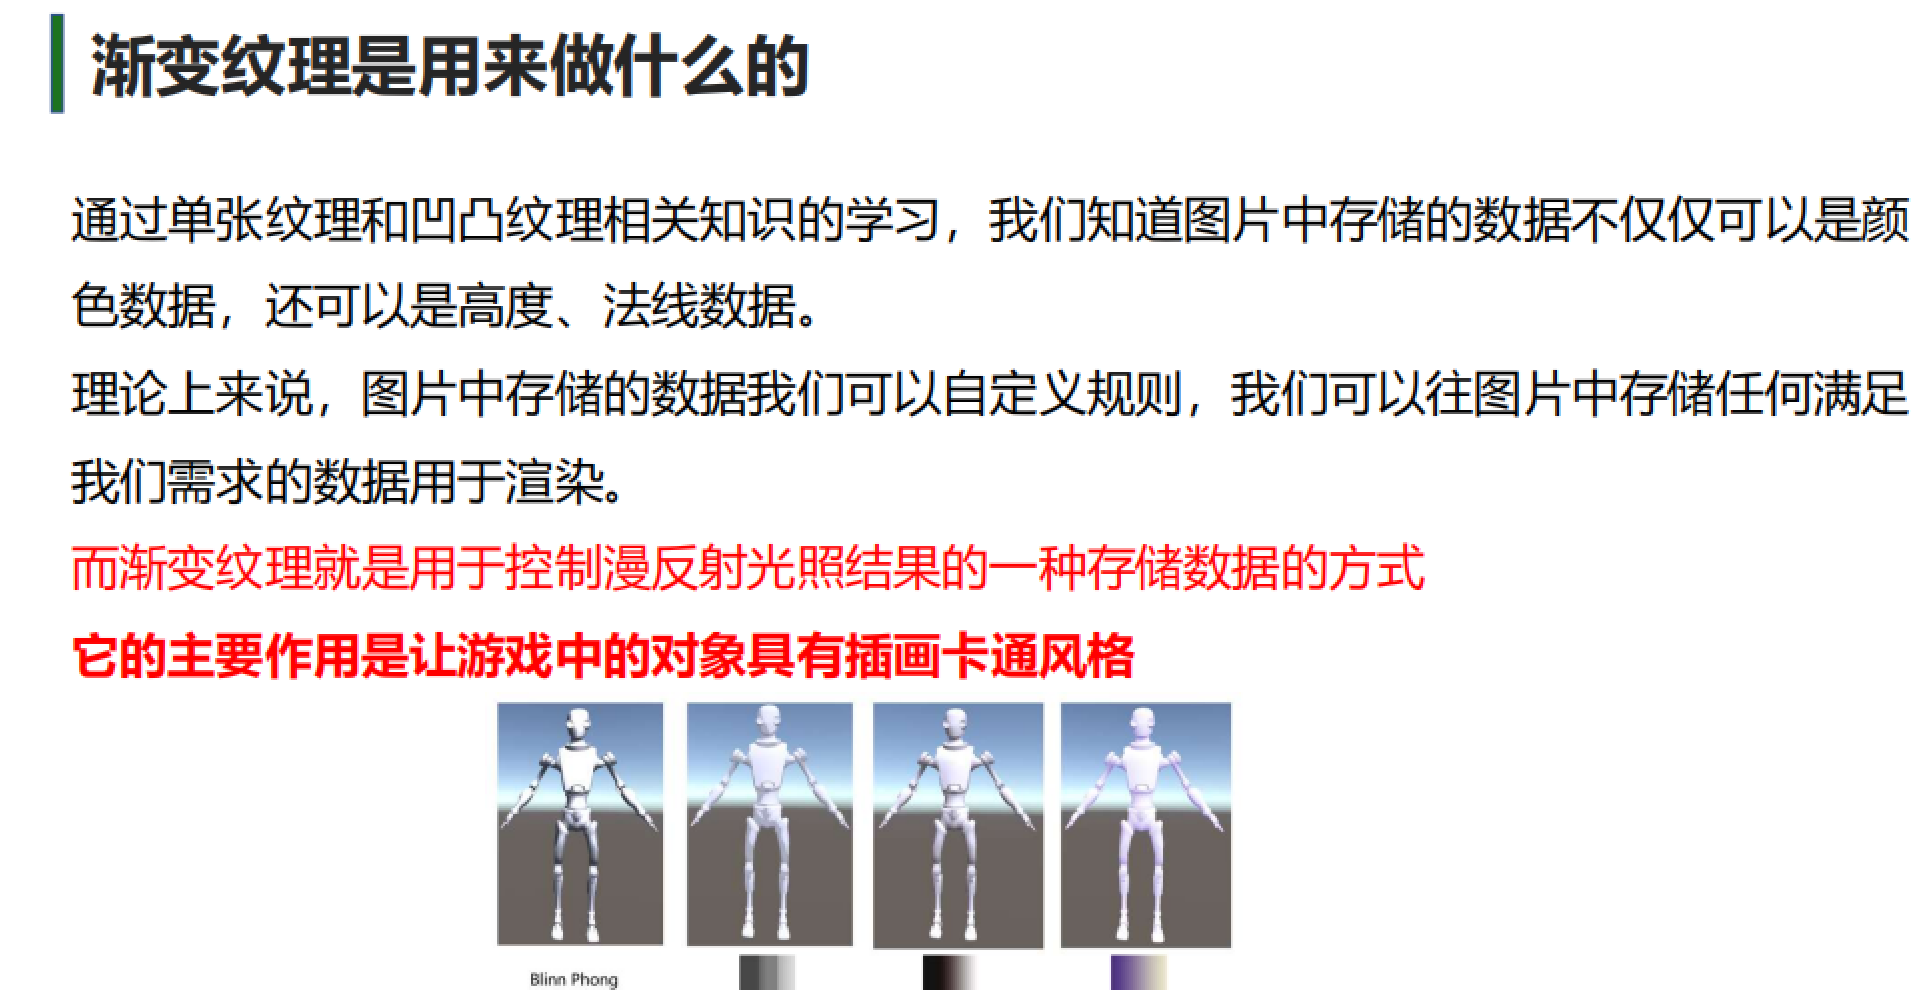 渐变纹理是用来做什么的
通过单张纹理和凹凸纹理相关知识的学习，我们知道图片中存储的数据不仅仅可以是颜
色数据，还可以是高度、法线数据。
理论上来说，图片中存储的数据我们可以自定义规则，我们可以往图片中存储任何满足
我们需求的数据用于渲染。
而渐变纹理就是用于控制漫反射光照结果的一种存储数据的方式
它的主要作用是让游戏中的对象具有插画卡通风格
Blinn Phong